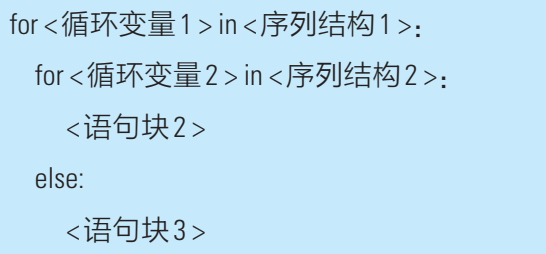 for <循环变量1> in <序列结构1>：
for <循环变量2> in <序列结构2>：
<语句块2>
else:
<语句块3>